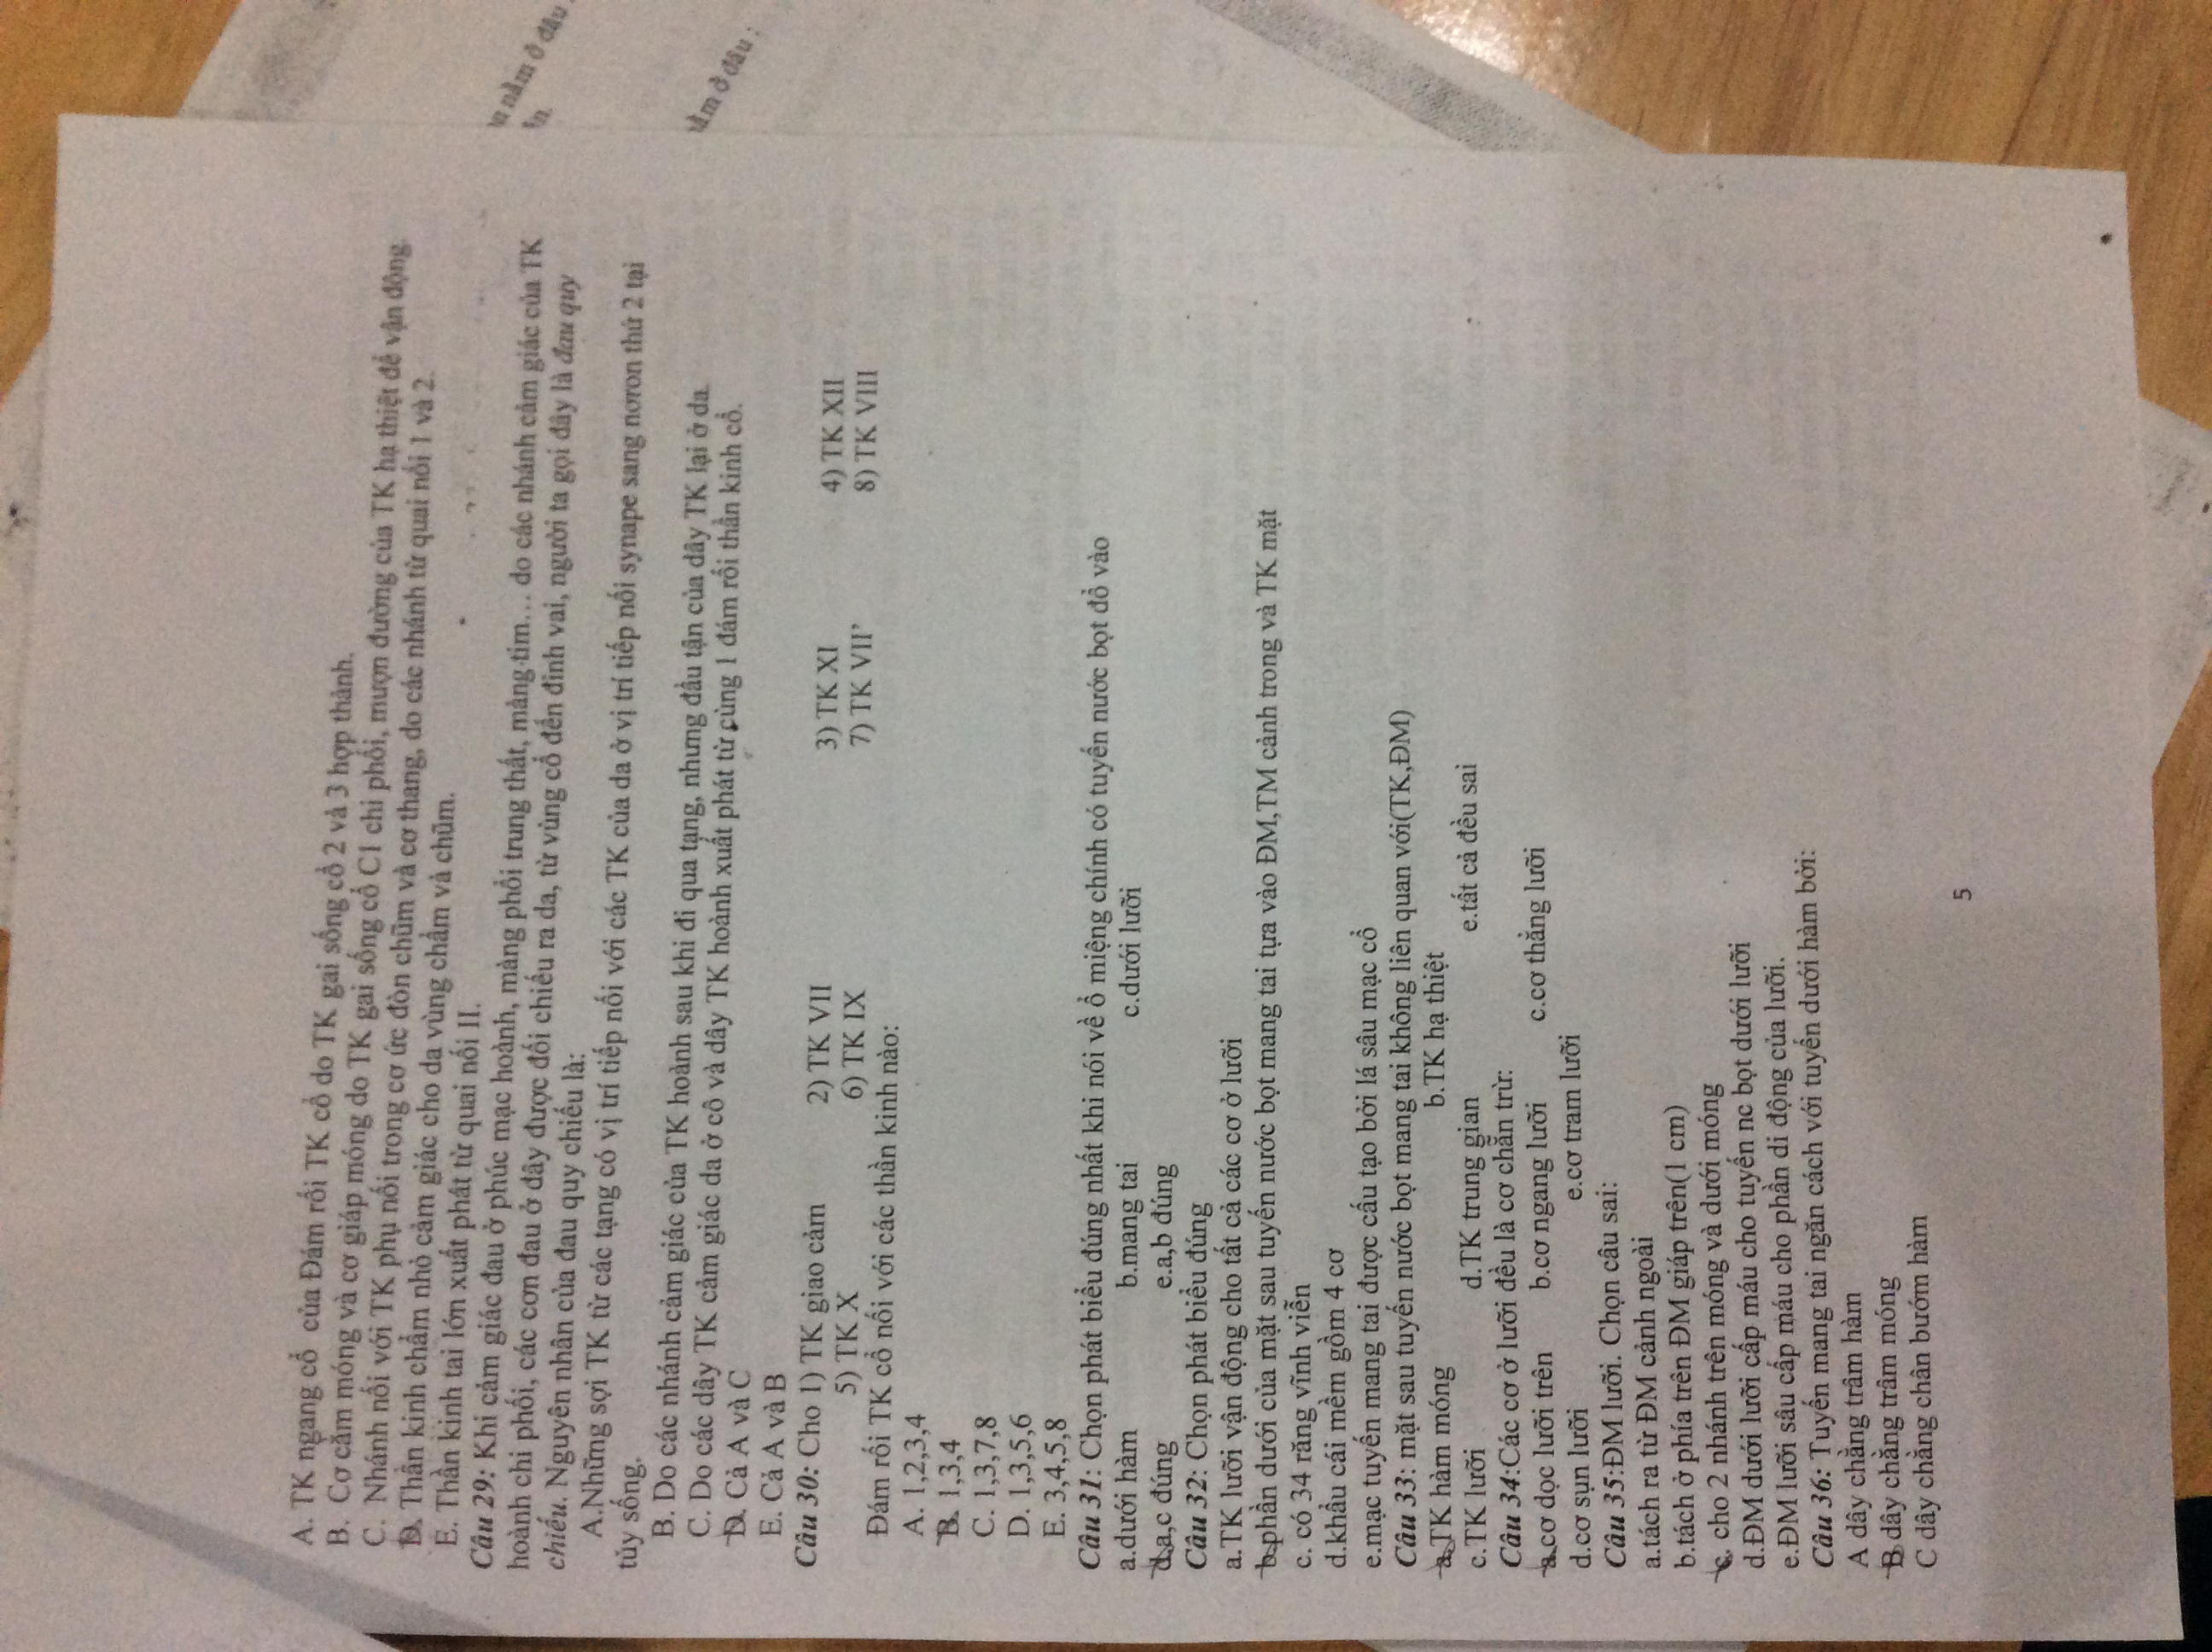 A. TK ngang cổ của Đám rối TK cổ do TK gai sống cổ 2 và 3 hợp thành.
B. Cơ cằm móng và cơ giáp móng do TK gai sống cổ C1 chi phối, mượn đường của TK hạ thiệt để vận động.
C. Nhánh nối với TK phụ nối trong cơ ức đòn chũm và cơ thang, do các nhánh từ quai nối 1 và 2.
D. Thần kinh chẩm nhỏ cảm giác cho da vùng chẩm và chũm.
E. Thần kinh tai lớn xuất phát từ quai nối II.
Câu 29: Khi cảm giác đau ở phúc mạc hoành, màng phổi trung thất, màng tim… do các nhánh cảm giác của TK
hoành chi phối, các cơn đau ở đây được đối chiếu ra da, từ vùng cổ đến đỉnh vai, người ta gọi đây là đau quy
chiếu. Nguyên nhân của đau quy chiếu là:
A.Những sợi TK từ các tạng có vị trí tiếp nối với các TK của da ở vị trí tiếp nối synape sang nơron thứ 2 tại
tủy sống.
B. Do các nhánh cảm giác của TK hoành sau khi đi qua tạng, nhưng đầu tận của dây TK lại ở da.
C. Do các dây TK cảm giác da ở cô và dây TK hoành xuất phát từ cùng 1 đám rối thần kinh cổ.
D. Cả A và C
E. Cả A và B
Câu 30: Cho 1) TK giao cảm 2) TK VII 3) TK XI 4) TK XII
5) TK X 6) TK IX 7) TK VII’ 8) TK VIII
Đám rối TK cổ nối với các thần kinh nào:
A. 1,2,3,4
B. 1,3,4
C. 1,3,7,8
D. 1,3,5,6
E. 3,4,5,8
Câu 31: Chọn phát biểu đúng nhất khi nói về ổ miệng chính có tuyến nước bọt đổ vào
a.dưới hàm b.mang tai c.dưới lưỡi
d.a,c đúng e.a,b đúng
Câu 32: Chọn phát biểu đúng
a.TK lưỡi vận động cho tất cả các cơ ở lưỡi
b.phần dưới của mặt sau tuyến nước bọt mang tai tựa vào ĐM,TM cảnh trong và TK mặt
c. có 34 răng vĩnh viễn
d.khẩu cái mềm gồm 4 cơ
e.mạc tuyến mang tai được cấu tạo bởi lá sâu mạc cổ
Câu 33: mặt sau tuyến nước bọt mang tai không liên quan với(TK,ĐM)
a.TK hàm móng b.TK hạ thiệt
c.TK lưỡi d.TK trung gian e.tất cả đều sai
Câu 34:Các cơ ở lưỡi đều là cơ chẵn trừ:
a.cơ dọc lưỡi trên b.cơ ngang lưỡi c.cơ thẳng lưỡi
d.cơ sụn lưỡi e.cơ tram lưỡi
Câu 35:ĐM lưỡi. Chọn câu sai:
a.tách ra từ ĐM cảnh ngoài
b.tách ở phía trên ĐM giáp trên(1 cm)
c. cho 2 nhánh trên móng và dưới móng
d.ĐM dưới lưỡi cấp máu cho tuyến nc bọt dưới lưỡi
e.ĐM lưỡi sâu cấp máu cho phần di động của lưỡi.
Câu 36: Tuyến mang tai ngăn cách với tuyến dưới hàm bởi:
A dây chằng trâm hàm
B dây chằng trâm móng
C dây chằng chân bướm hàm
5
nằm ở đâu
nằm ở đâu :